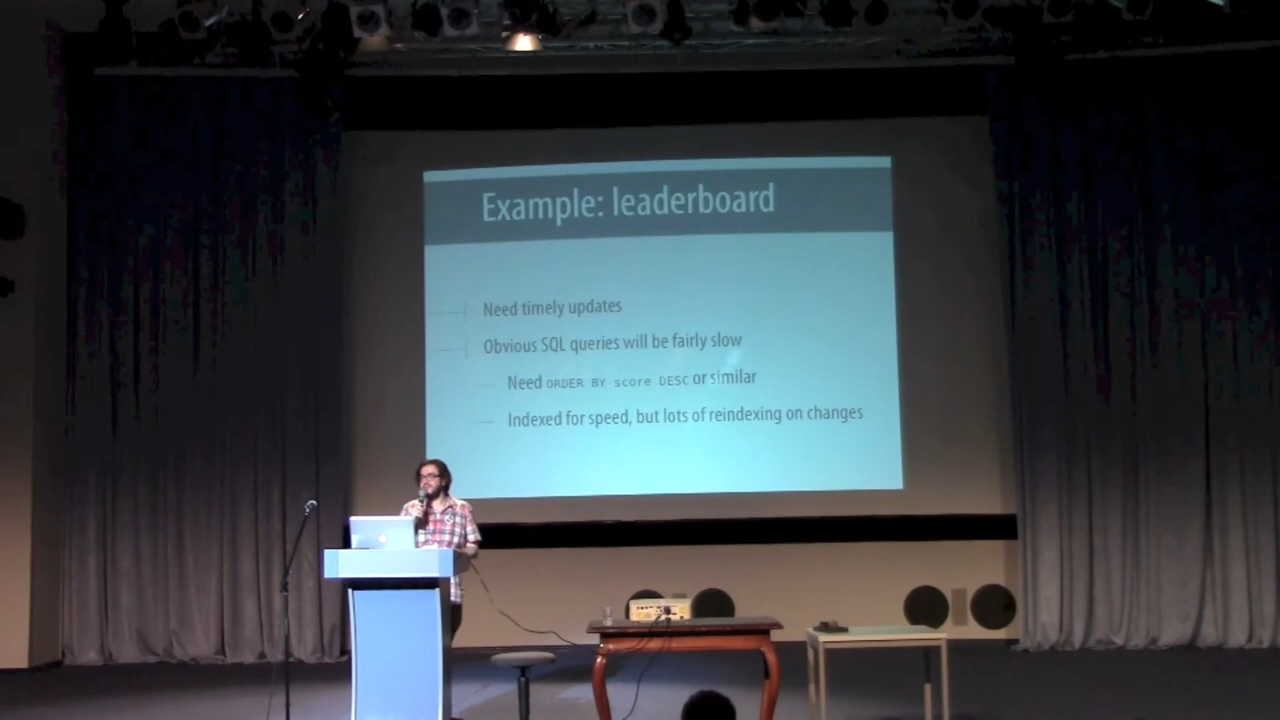 Example: leaderboard
Need timely updates
Obvious SQL queries will be fairly slow
Need ORDER BY score DESC or similar
Indexed for speed, but lots of reindexing on changes